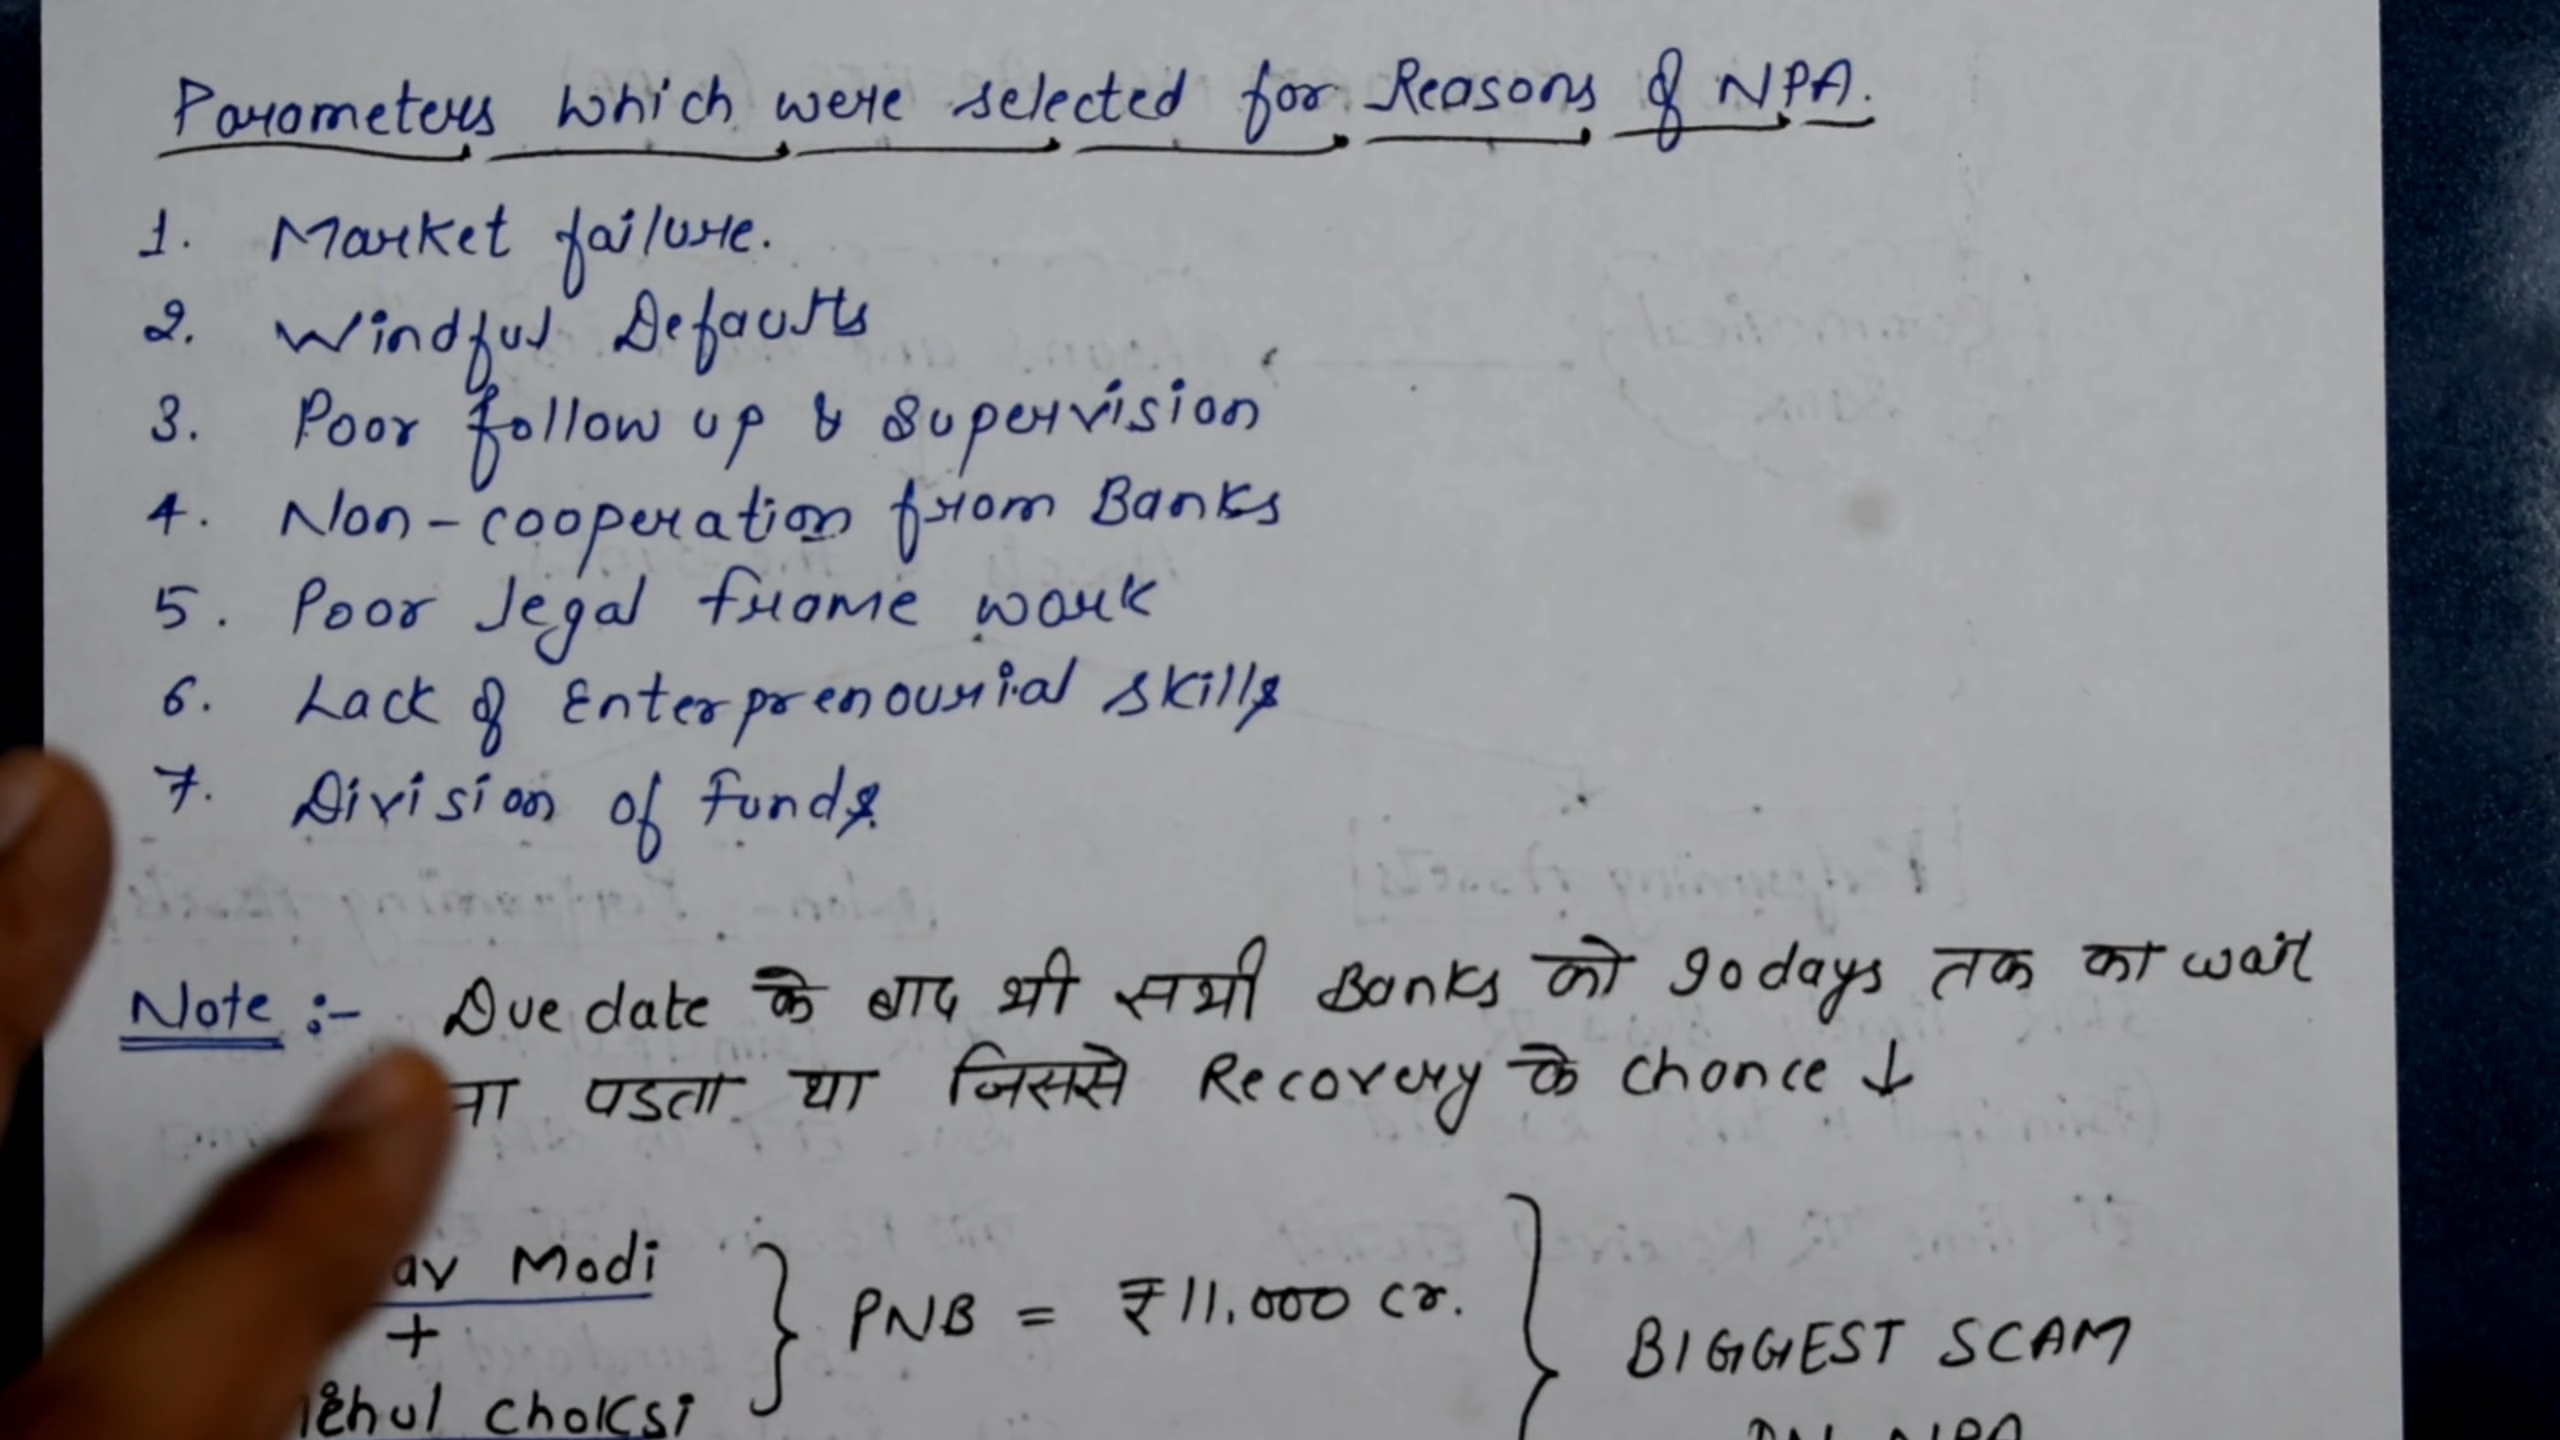 Parameters which were selected for Reasons of NPA.
1. Market failure.
2. Windful Defaults
3. Poor follow up & Supervision
4. Non-cooperation from Banks
5. Poor legal frame work
6. Lack of Enterprenourial skills
7. Division of Funds.
Note :- Due date के बाद भी सभी Banks को 90 days तक का wait
ना पडता था जिससे Recovery के chance ↓
av Modi
+
ehul choksi
} PNB = ₹11,000 cr. }
BIGGEST SCAM
NPA